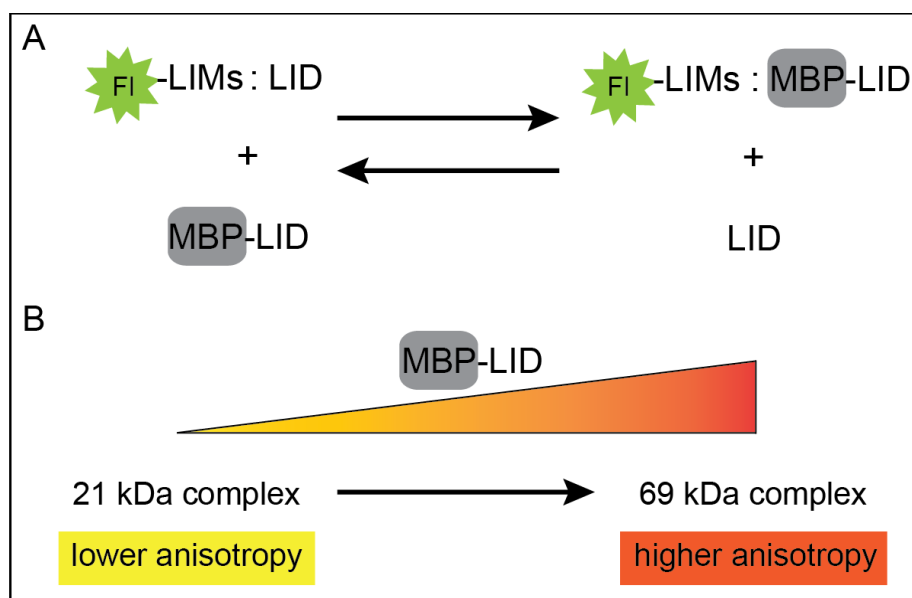 A
Fl-LIMs : LID
Fl-LIMs : MBP-LID
+
+
MBP-LID
LID
B
MBP-LID
21 kDa complex
69 kDa complex
lower anisotropy
higher anisotropy